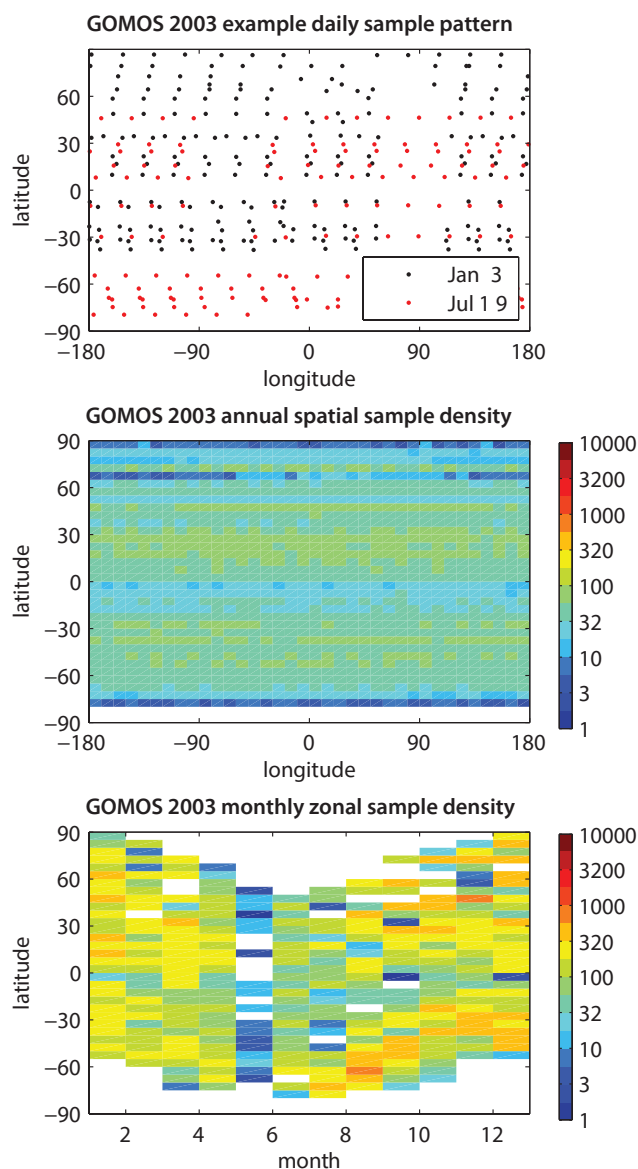 GOMOS 2003 example daily sample pattern
latitude
60
30
0
−30
−60
−90
Jan 3
Jul 1 9
−180 −90 0 90 180
longitude
GOMOS 2003 annual spatial sample density
latitude
90
60
30
0
−30
−60
−90
−180 −90 0 90 180
longitude
10000
3200
1000
320
100
32
10
3
1
GOMOS 2003 monthly zonal sample density
latitude
90
60
30
0
−30
−60
−90
2 4 6 8 10 12
month
10000
3200
1000
320
100
32
10
3
1